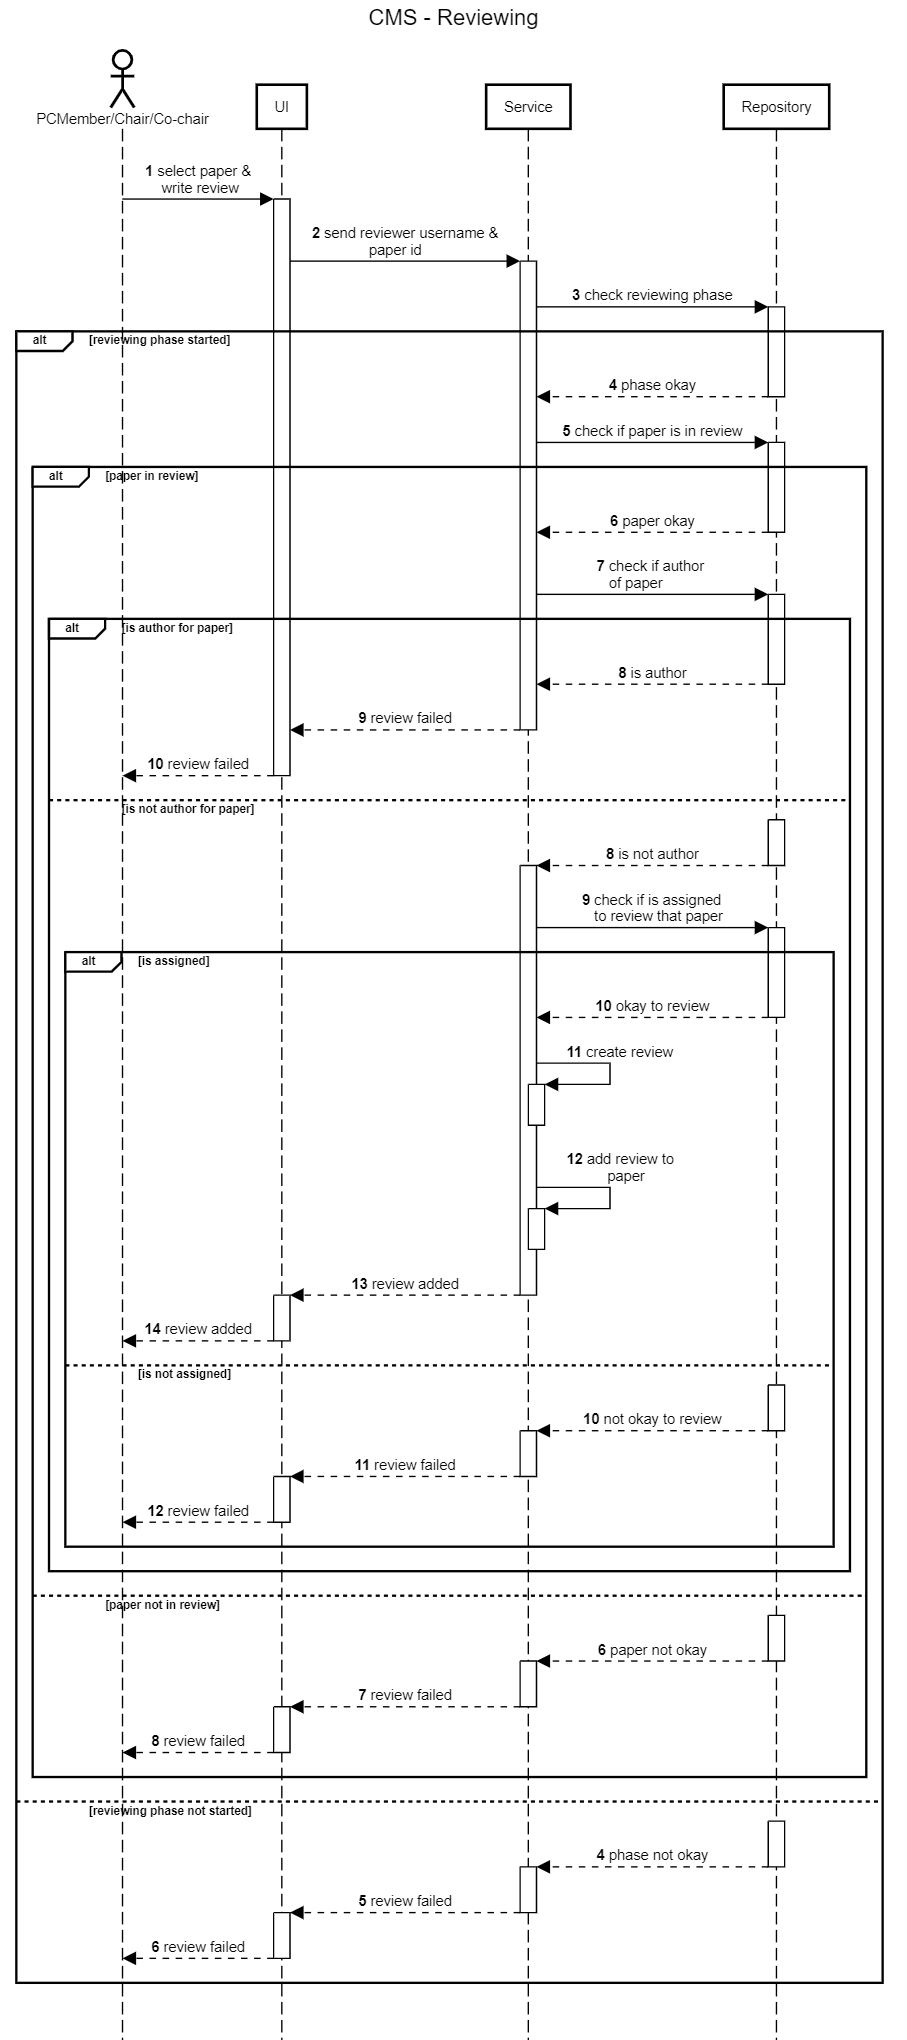 CMS - Reviewing
PCMember/Chair/Co-chair
UI
Service
Repository
1 select paper &
write review
2 send reviewer username &
paper id
3 check reviewing phase
alt [reviewing phase started]
4 phase okay
5 check if paper is in review
alt [paper in review]
6 paper okay
7 check if author
of paper
alt [is author for paper]
8 is author
9 review failed
10 review failed
[is not author for paper]
8 is not author
9 check if is assigned
to review that paper
alt [is assigned]
10 okay to review
11 create review
12 add review to
paper
13 review added
14 review added
[is not assigned]
10 not okay to review
11 review failed
12 review failed
[paper not in review]
6 paper not okay
7 review failed
8 review failed
[reviewing phase not started]
4 phase not okay
5 review failed
6 review failed